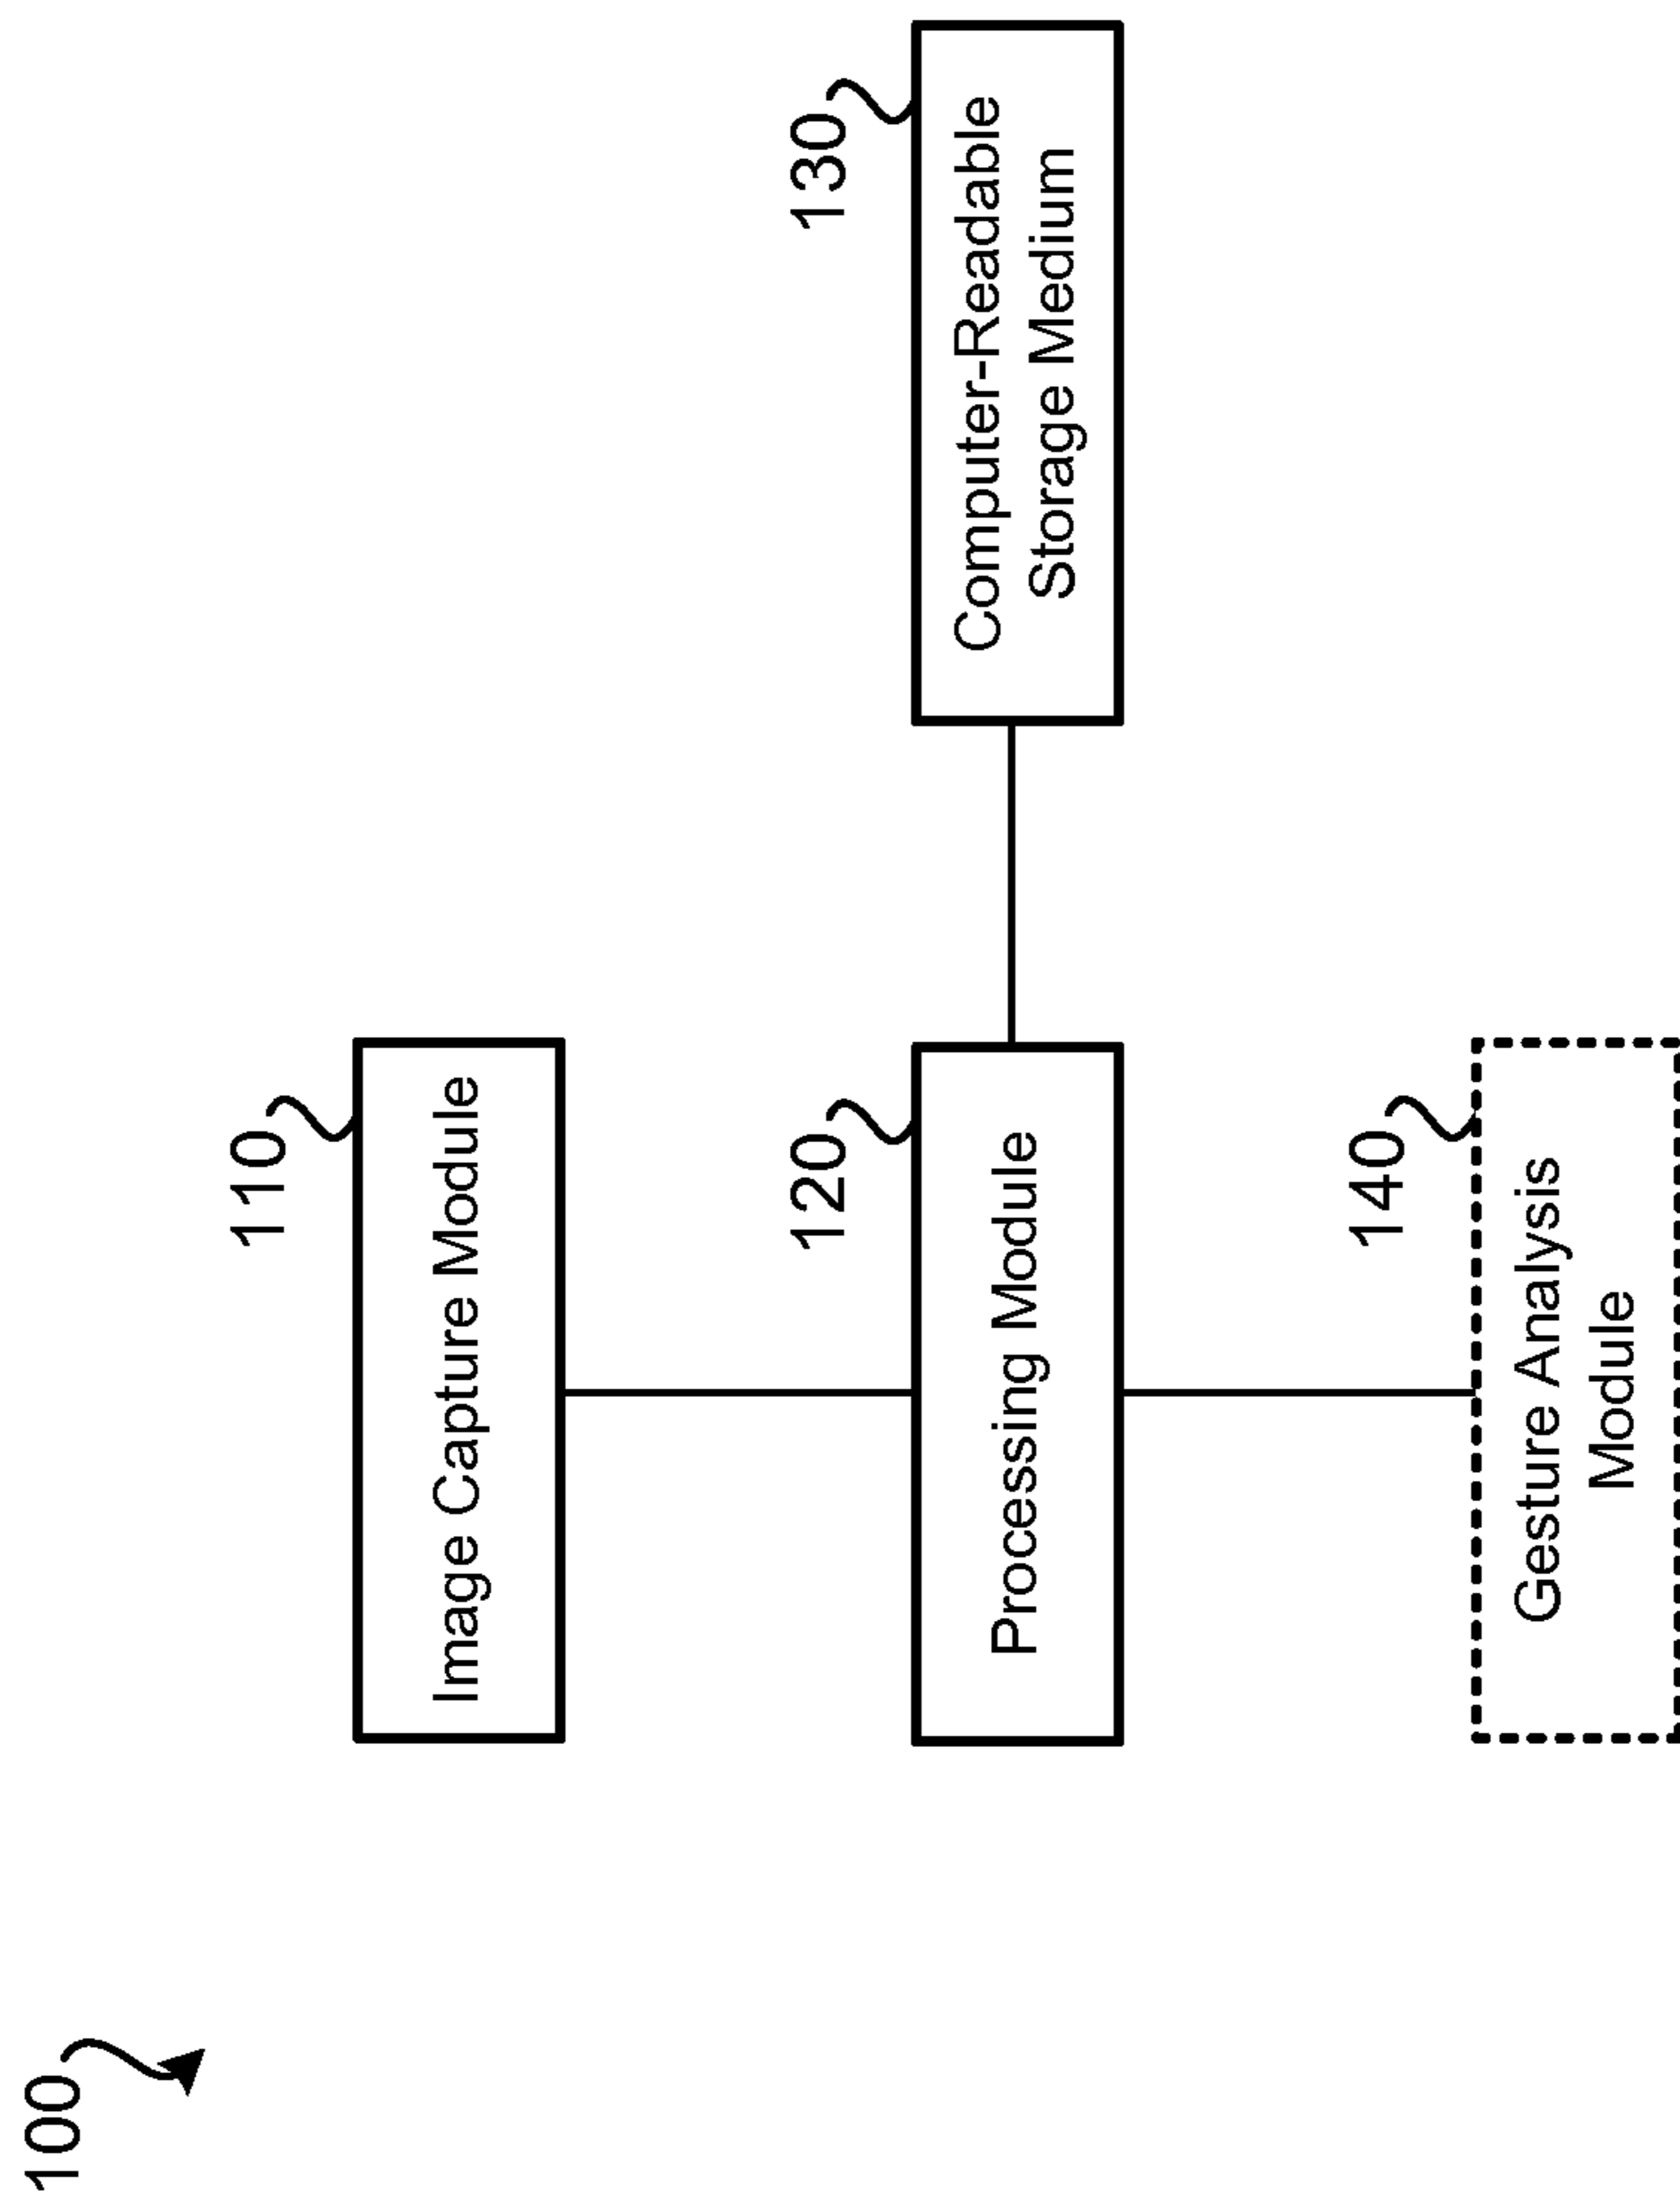 100
110
Image Capture Module
120
Processing Module
130
Computer-Readable
Storage Medium
140
Gesture Analysis
Module